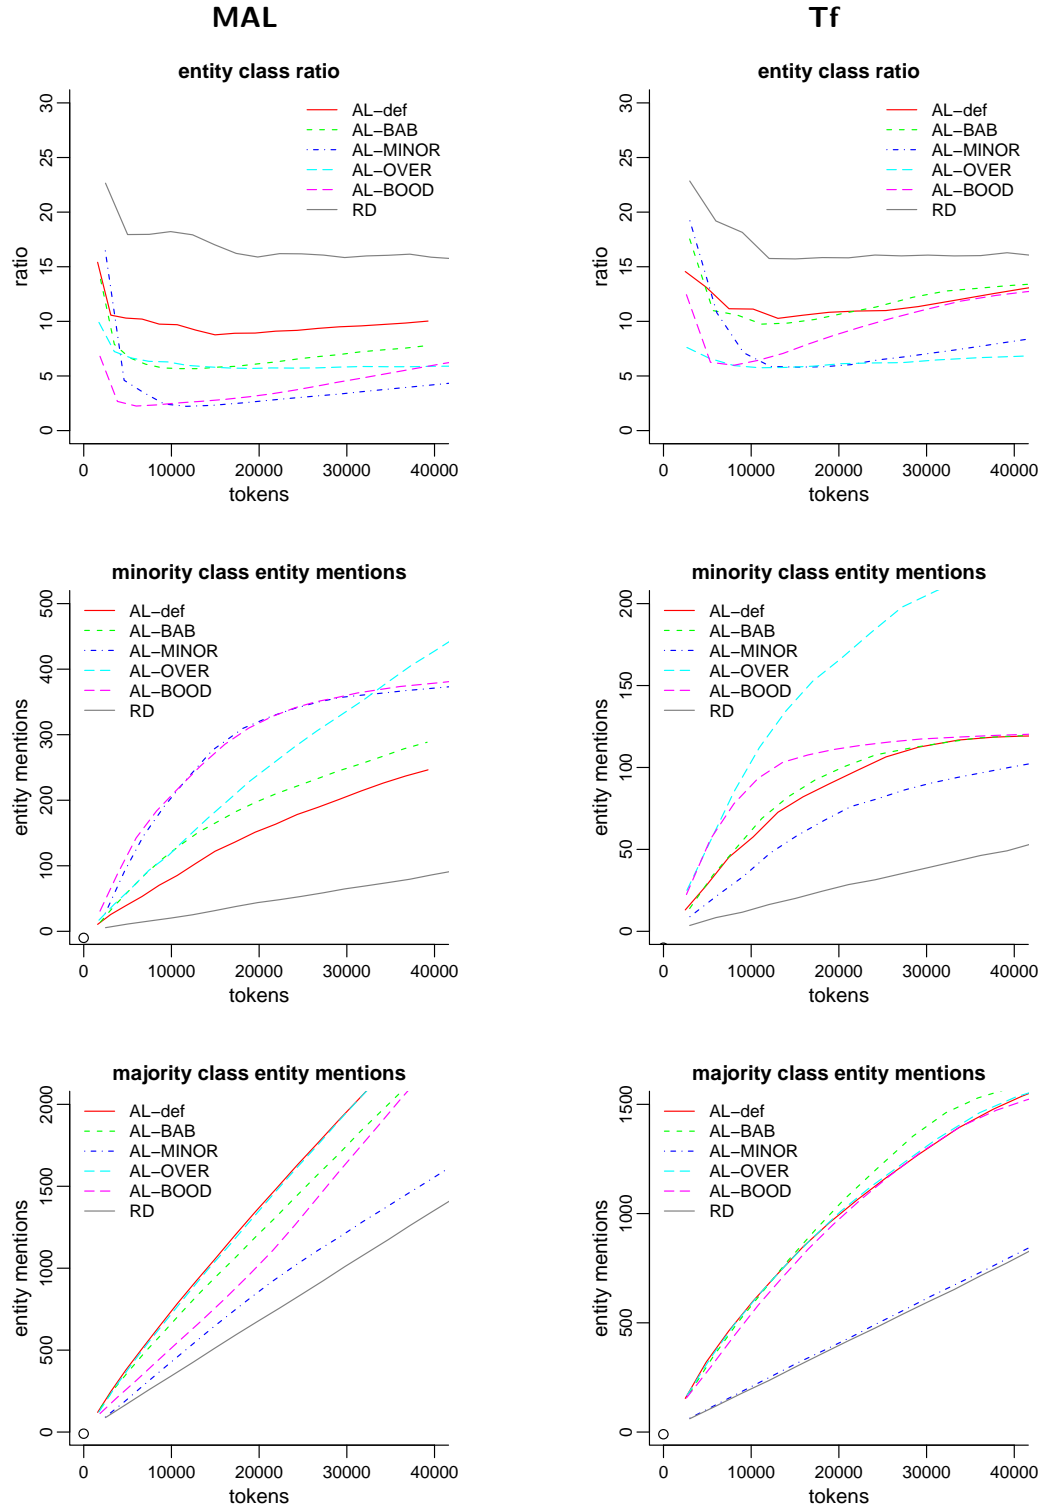 MAL
Tf
entity class ratio
30
25
20
15
10
5
0
ratio
AL−def
AL−BAB
AL−MINOR
AL−OVER
AL−BOOD
RD
0 10000 20000 30000 40000
tokens
entity class ratio
30
25
20
15
10
5
0
ratio
AL−def
AL−BAB
AL−MINOR
AL−OVER
AL−BOOD
RD
0 10000 20000 30000 40000
tokens
minority class entity mentions
500
400
300
200
100
0
entity mentions
AL−def
AL−BAB
AL−MINOR
AL−OVER
AL−BOOD
RD
0 10000 20000 30000 40000
tokens
minority class entity mentions
200
150
100
50
0
entity mentions
AL−def
AL−BAB
AL−MINOR
AL−OVER
AL−BOOD
RD
0 10000 20000 30000 40000
tokens
majority class entity mentions
2000
1500
1000
500
0
entity mentions
AL−def
AL−BAB
AL−MINOR
AL−OVER
AL−BOOD
RD
0 10000 20000 30000 40000
tokens
majority class entity mentions
1500
1000
500
0
entity mentions
AL−def
AL−BAB
AL−MINOR
AL−OVER
AL−BOOD
RD
0 10000 20000 30000 40000
tokens